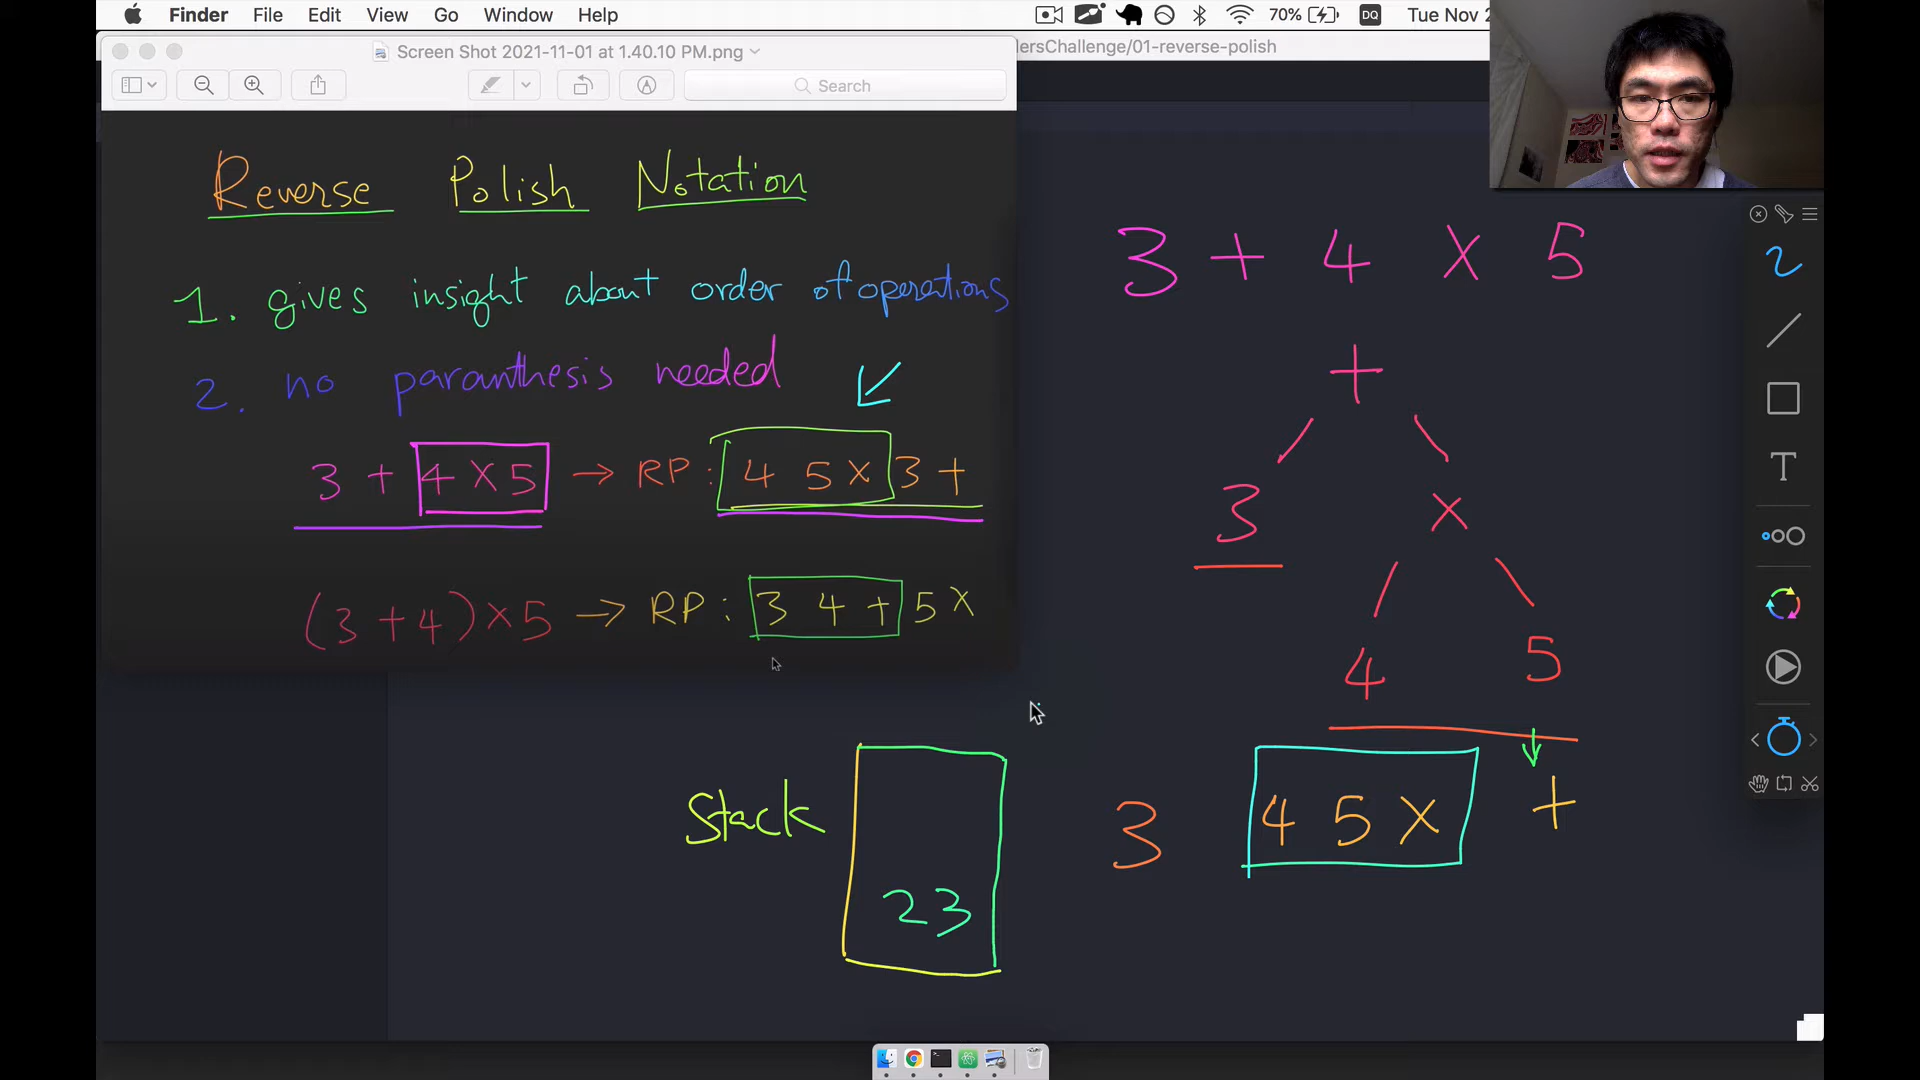 Finder File Edit View Go Window Help 70% DQ Tue Nov 2
Screen Shot 2021-11-01 at 1.40.10 PM.png
lersChallenge/01-reverse-polish
Search
Reverse Polish Notation
1. gives insight about order of operations
2. no paranthesis needed
3 + 4 X 5 → RP: 4 5 X 3 +
(3 + 4) X 5 → RP: 3 4 + 5 X
3 + 4 X 5
+
3 X
4 5
Stack
23
3 4 5 X +
T